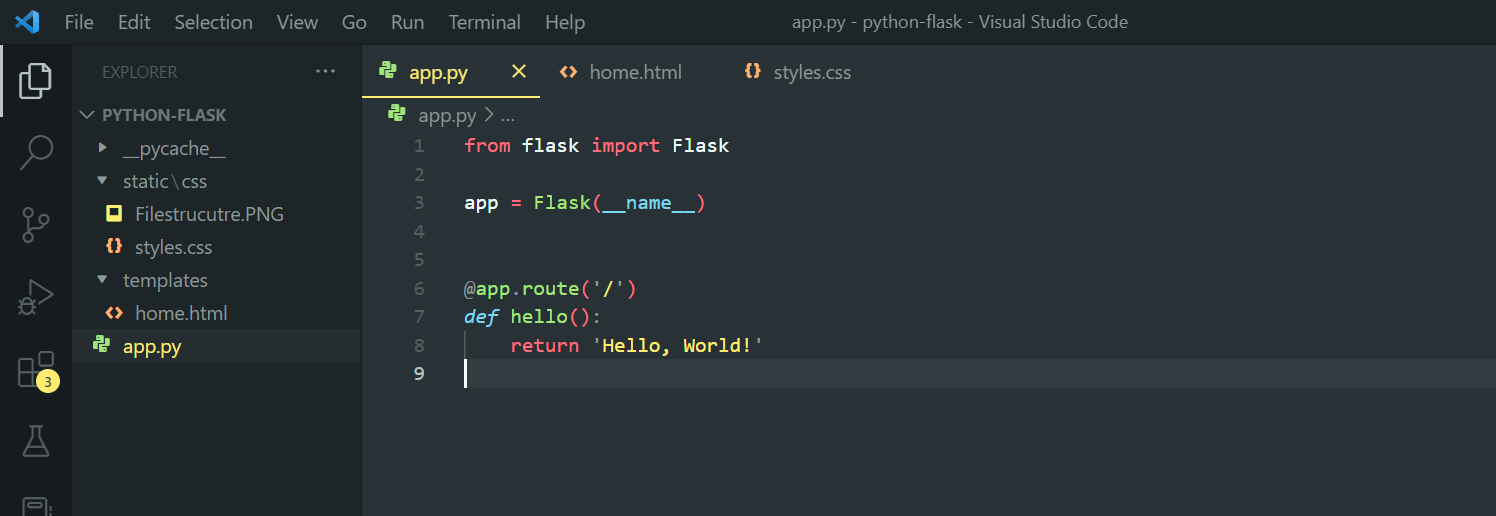 File Edit Selection View Go Run Terminal Help app.py - python-flask - Visual Studio Code
EXPLORER ...
PYTHON-FLASK
__pycache__
static\css
Filestrucutre.PNG
styles.css
templates
home.html
app.py
3
app.py home.html styles.css
app.py > ...
1 from flask import Flask
2
3 app = Flask(__name__)
4
5
6 @app.route('/')
7 def hello():
8 return 'Hello, World!'
9